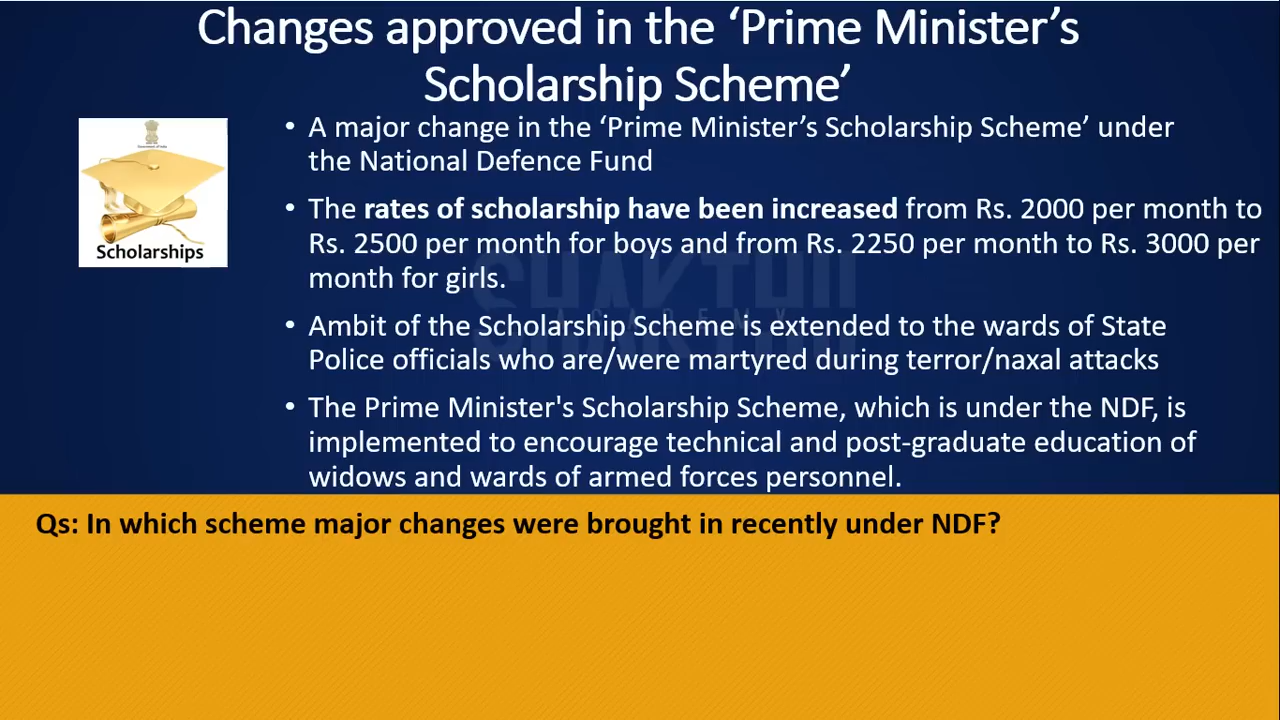 Changes approved in the ‘Prime Minister’s
Scholarship Scheme’
Scholarships
• A major change in the ‘Prime Minister’s Scholarship Scheme’ under
the National Defence Fund
• The rates of scholarship have been increased from Rs. 2000 per month to
Rs. 2500 per month for boys and from Rs. 2250 per month to Rs. 3000 per
month for girls.
• Ambit of the Scholarship Scheme is extended to the wards of State
Police officials who are/were martyred during terror/naxal attacks
• The Prime Minister's Scholarship Scheme, which is under the NDF, is
implemented to encourage technical and post-graduate education of
widows and wards of armed forces personnel.
SHAKTHII
ACADEMY
Qs: In which scheme major changes were brought in recently under NDF?